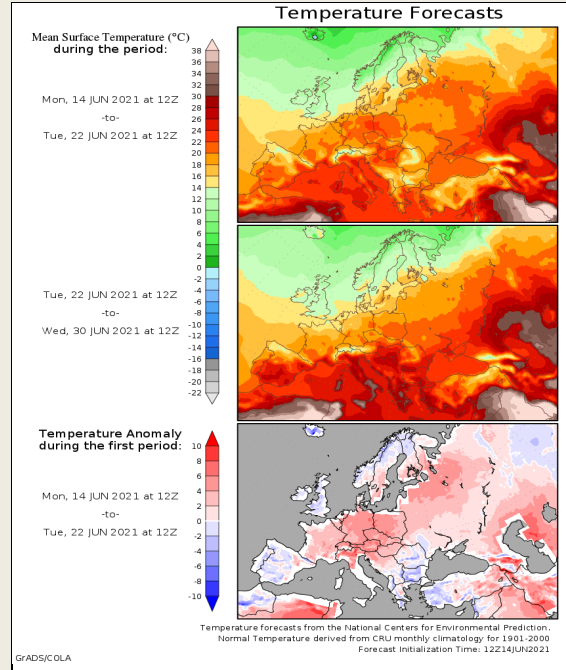 Temperature Forecasts
Mean Surface Temperature (°C)
during the period:
Mon, 14 JUN 2021 at 12Z
-to-
Tue, 22 JUN 2021 at 12Z
38
36
34
32
30
28
26
24
22
20
18
16
14
12
10
8
6
4
2
0
-2
-4
-6
-8
-10
-12
-14
-16
-18
-20
-22
Tue, 22 JUN 2021 at 12Z
-to-
Wed, 30 JUN 2021 at 12Z
Temperature Anomaly
during the first period:
Mon, 14 JUN 2021 at 12Z
-to-
Tue, 22 JUN 2021 at 12Z
10
8
6
4
2
0
-2
-4
-6
-8
-10
Temperature forecasts from the National Centers for Environmental Prediction.
Normal Temperature derived from CRU monthly climatology for 1901-2000
Forecast Initialization Time: 12Z14JUN2021
GrADS/COLA